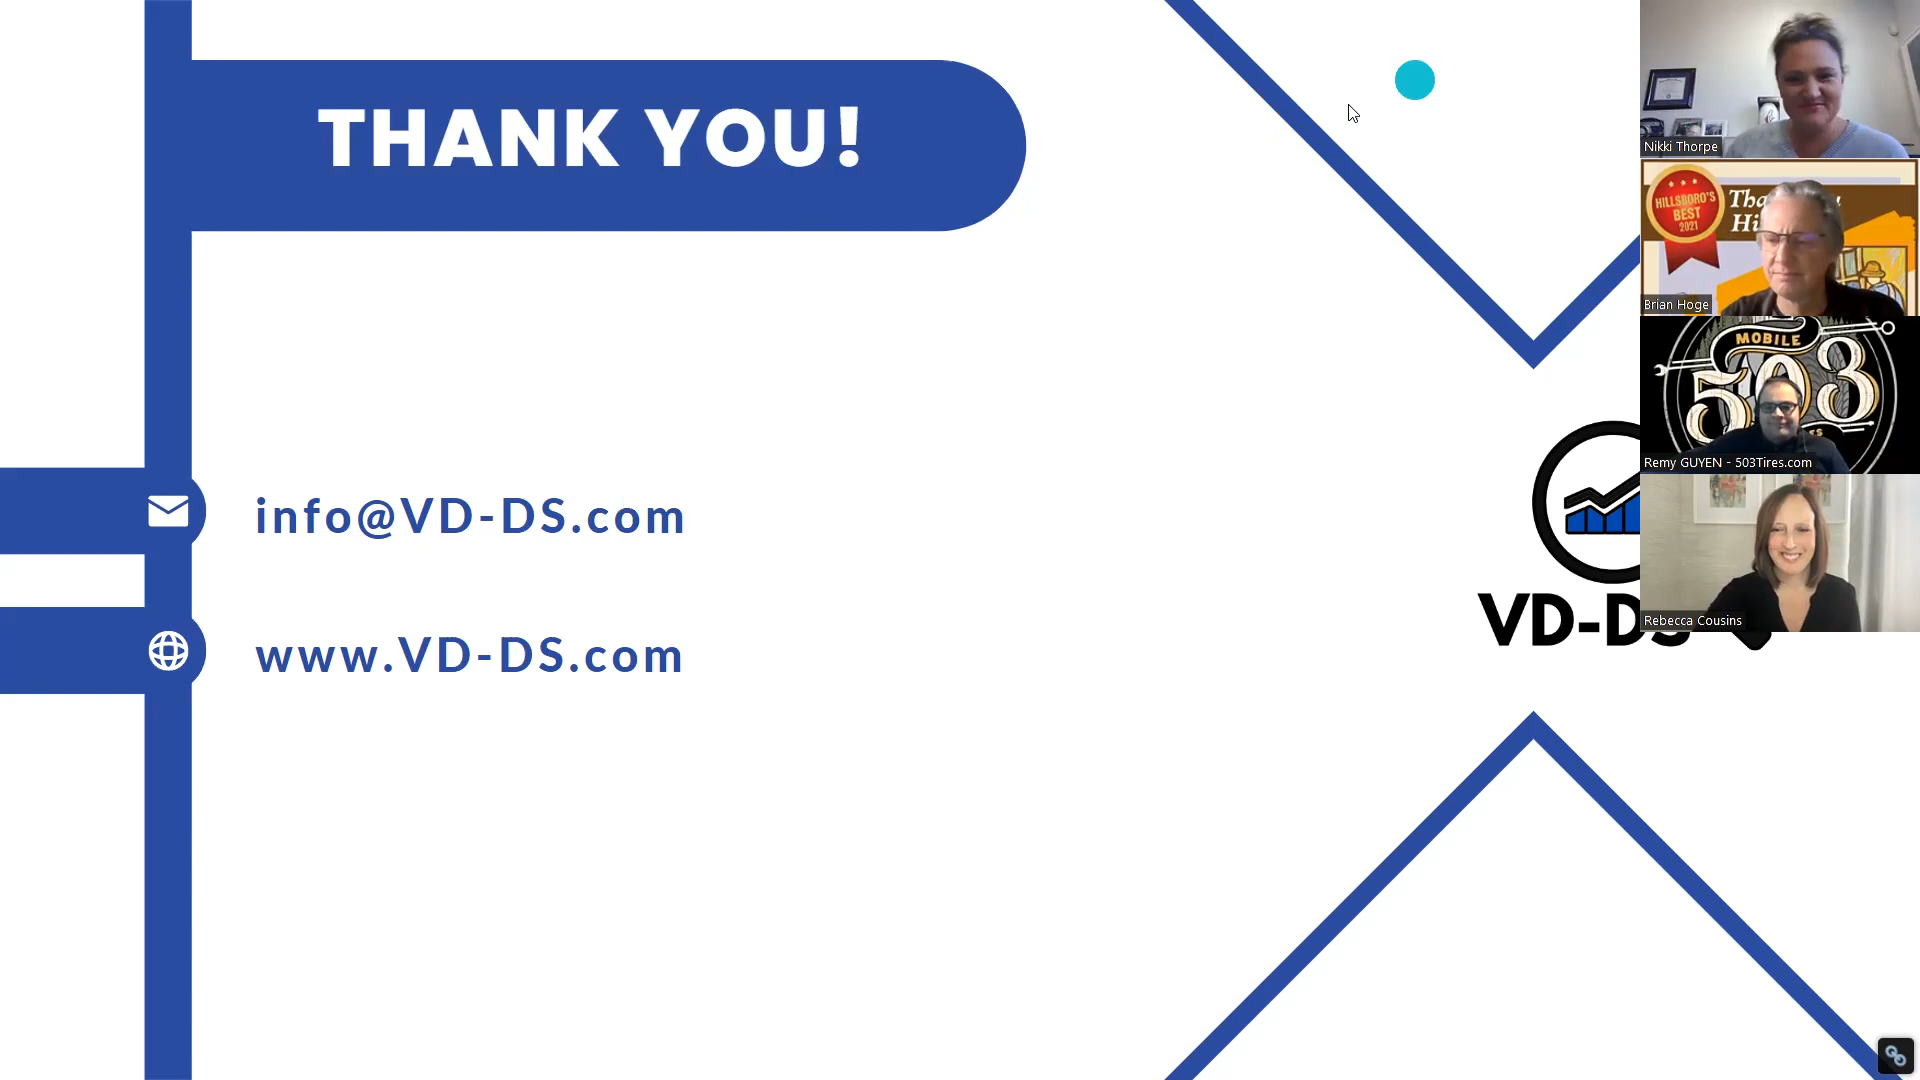 THANK YOU!
info@VD-DS.com
www.VD-DS.com
VD-DS
Nikki Thorpe
HILLSBORO'S
BEST
2021
Brian Hoge
MOBILE
503
Remy GUYEN - 503Tires.com
Rebecca Cousins